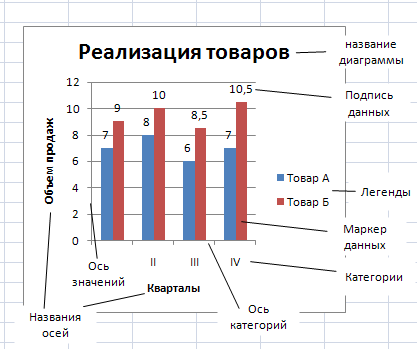 название
диаграммы
Реализация товаров
Подпись
данных
Объем продаж
12
10
8
6
4
2
0
7
9
8
10
6
8,5
7
10,5
Товар А
Товар Б
Легенды
Маркер
данных
Ось
значений
II
III
IV
Категории
Кварталы
Названия
осей
Ось
категорий